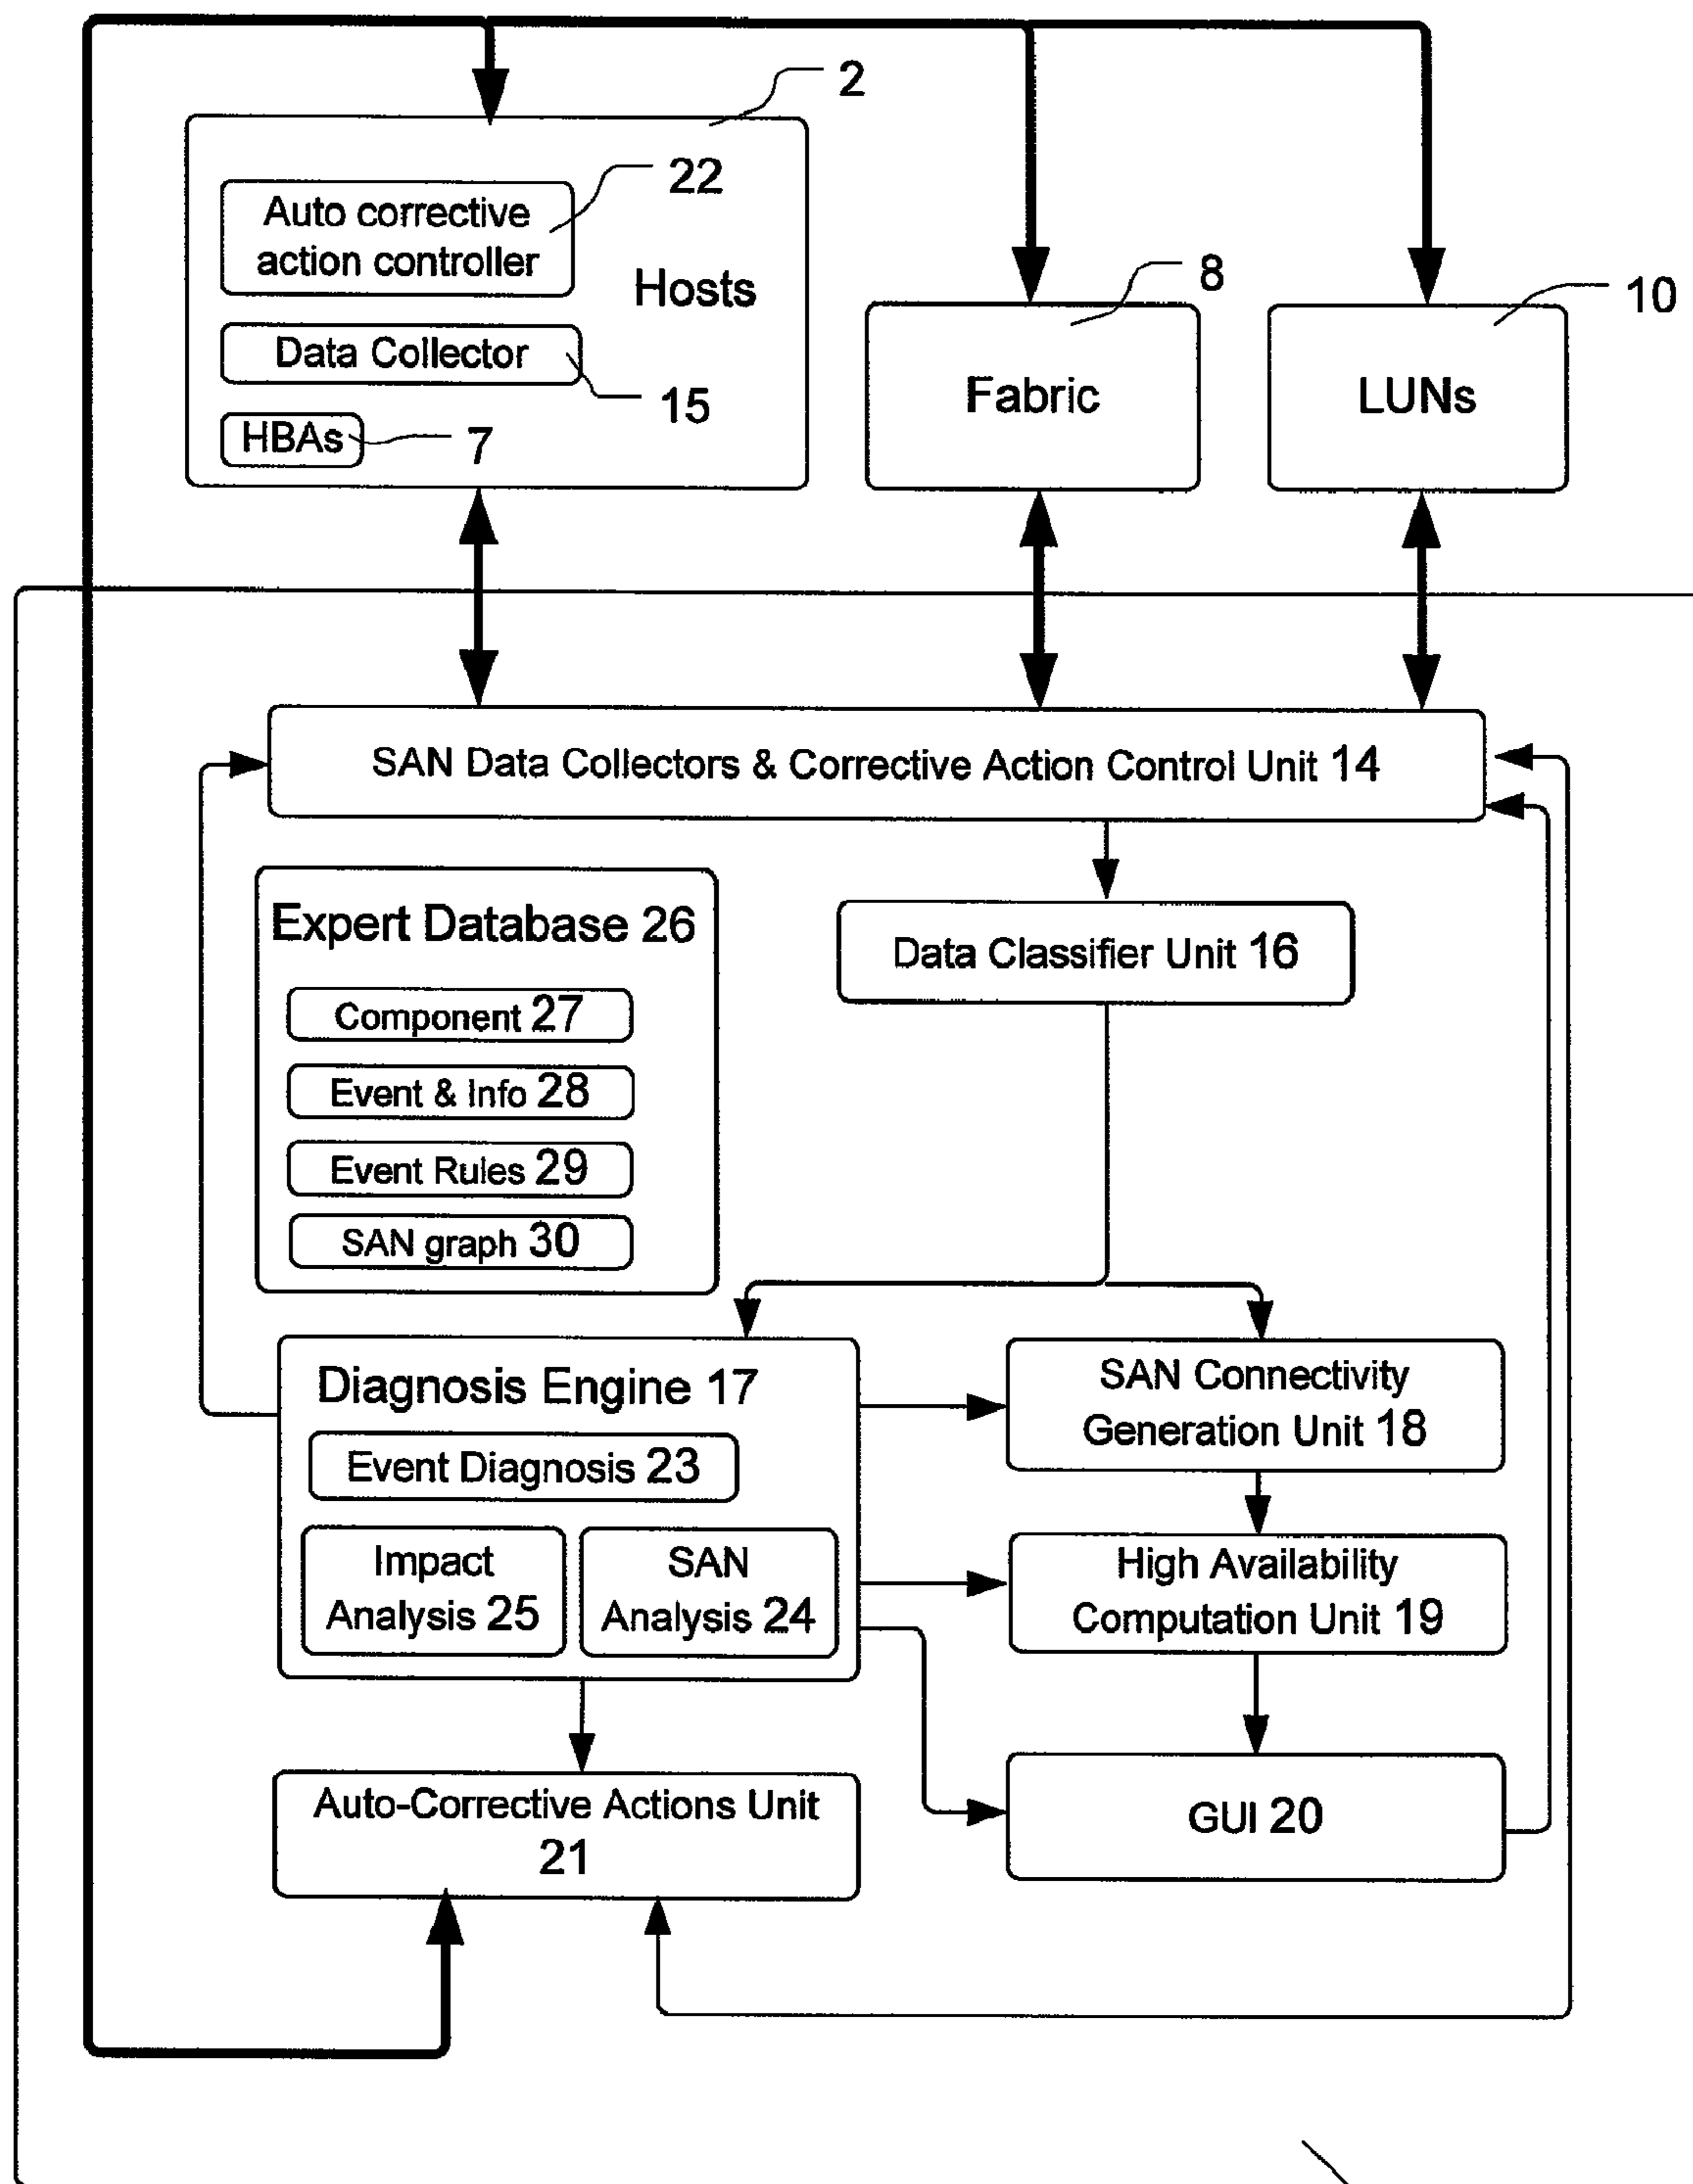 2
22
Auto corrective
action controller
Hosts
Data Collector
15
HBAs
7
8
Fabric
10
LUNs
SAN Data Collectors & Corrective Action Control Unit 14
Expert Database 26
Component 27
Event & Info 28
Event Rules 29
SAN graph 30
Data Classifier Unit 16
Diagnosis Engine 17
Event Diagnosis 23
Impact
Analysis 25
SAN
Analysis 24
SAN Connectivity
Generation Unit 18
High Availability
Computation Unit 19
Auto-Corrective Actions Unit
21
GUI 20